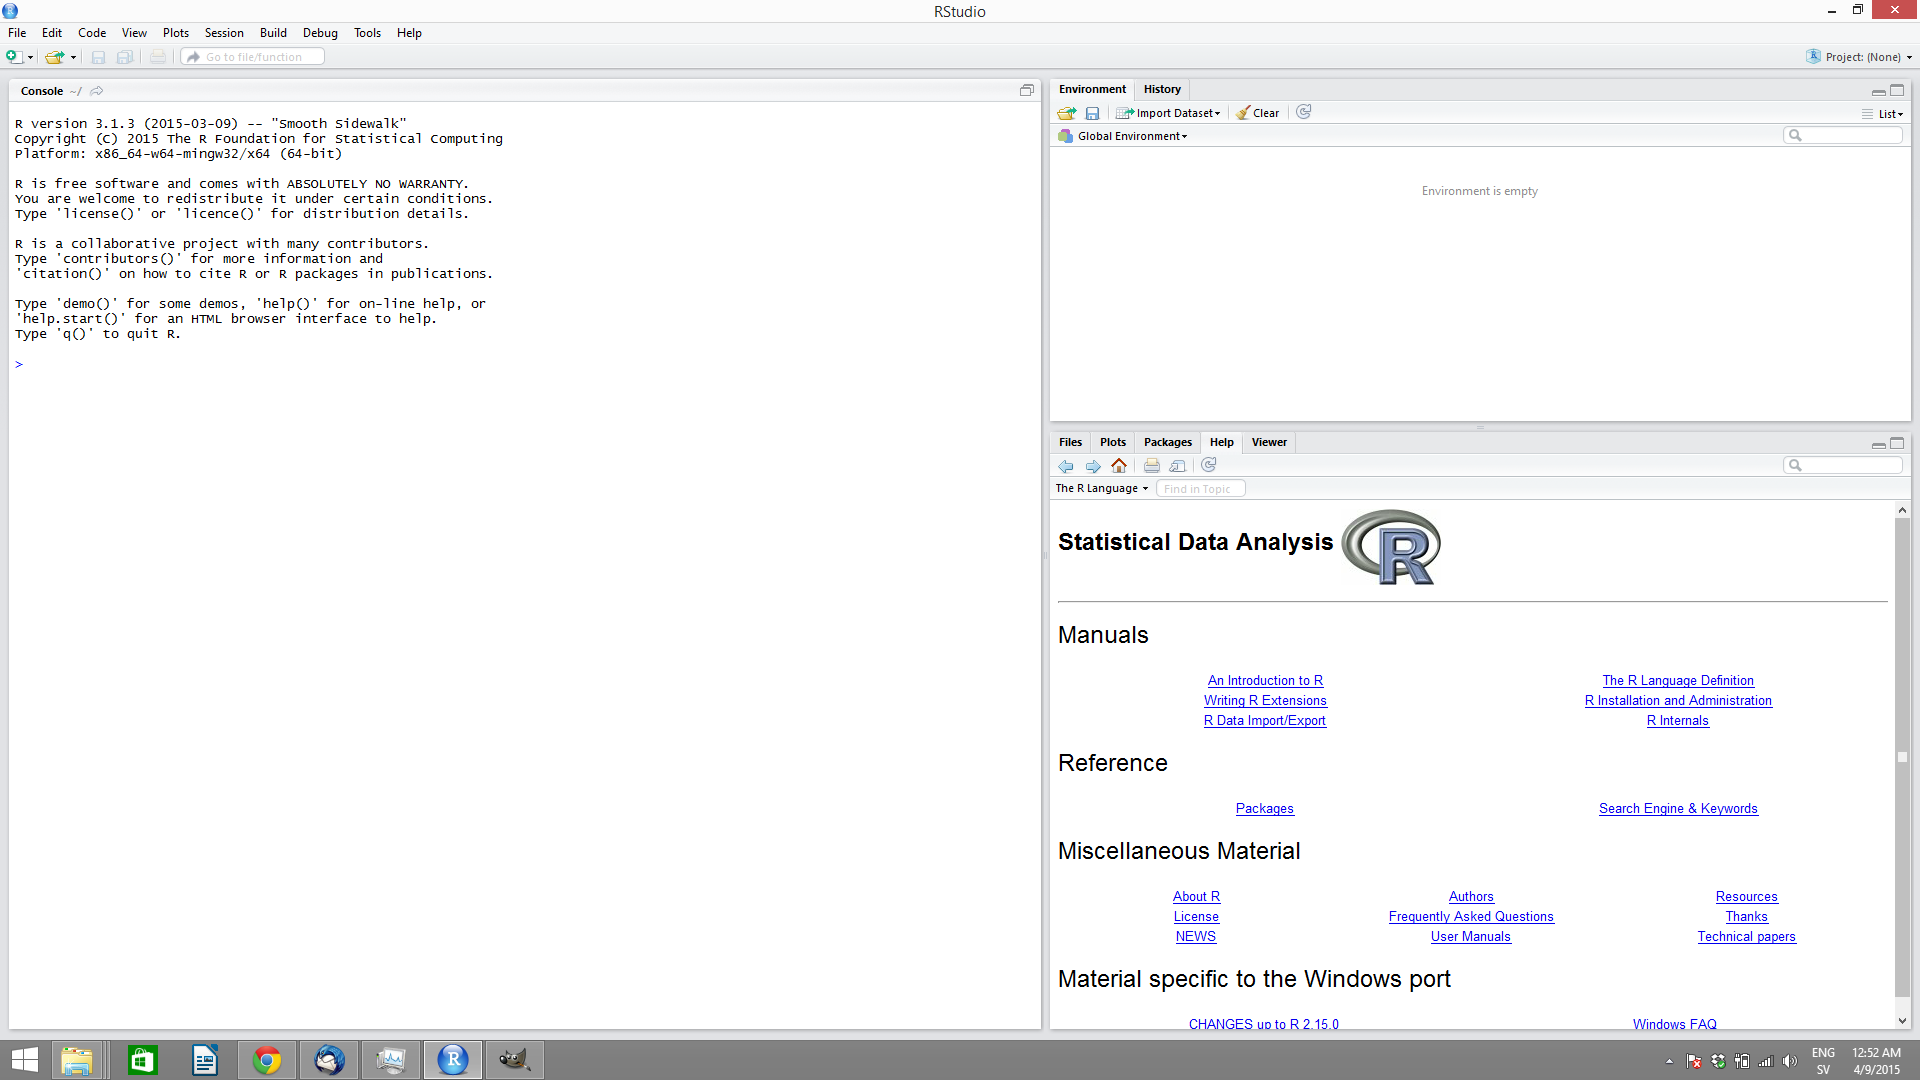 RStudio
File Edit Code View Plots Session Build Debug Tools Help
Go to file/function
Project: (None)
Console ~/
R version 3.1.3 (2015-03-09) -- "Smooth Sidewalk"
Copyright (C) 2015 The R Foundation for Statistical Computing
Platform: x86_64-w64-mingw32/x64 (64-bit)
R is free software and comes with ABSOLUTELY NO WARRANTY.
You are welcome to redistribute it under certain conditions.
Type 'license()' or 'licence()' for distribution details.
R is a collaborative project with many contributors.
Type 'contributors()' for more information and
'citation()' on how to cite R or R packages in publications.
Type 'demo()' for some demos, 'help()' for on-line help, or
'help.start()' for an HTML browser interface to help.
Type 'q()' to quit R.
>
Environment History
Import Dataset Clear List
Global Environment
Environment is empty
Files Plots Packages Help Viewer
The R Language Find in Topic
Statistical Data Analysis R
Manuals
An Introduction to R The R Language Definition
Writing R Extensions R Installation and Administration
R Data Import/Export R Internals
Reference
Packages Search Engine & Keywords
Miscellaneous Material
About R Authors Resources
License Frequently Asked Questions Thanks
NEWS User Manuals Technical papers
Material specific to the Windows port
CHANGES up to R 2.15.0 Windows FAQ
ENG 12:52 AM
SV 4/9/2015